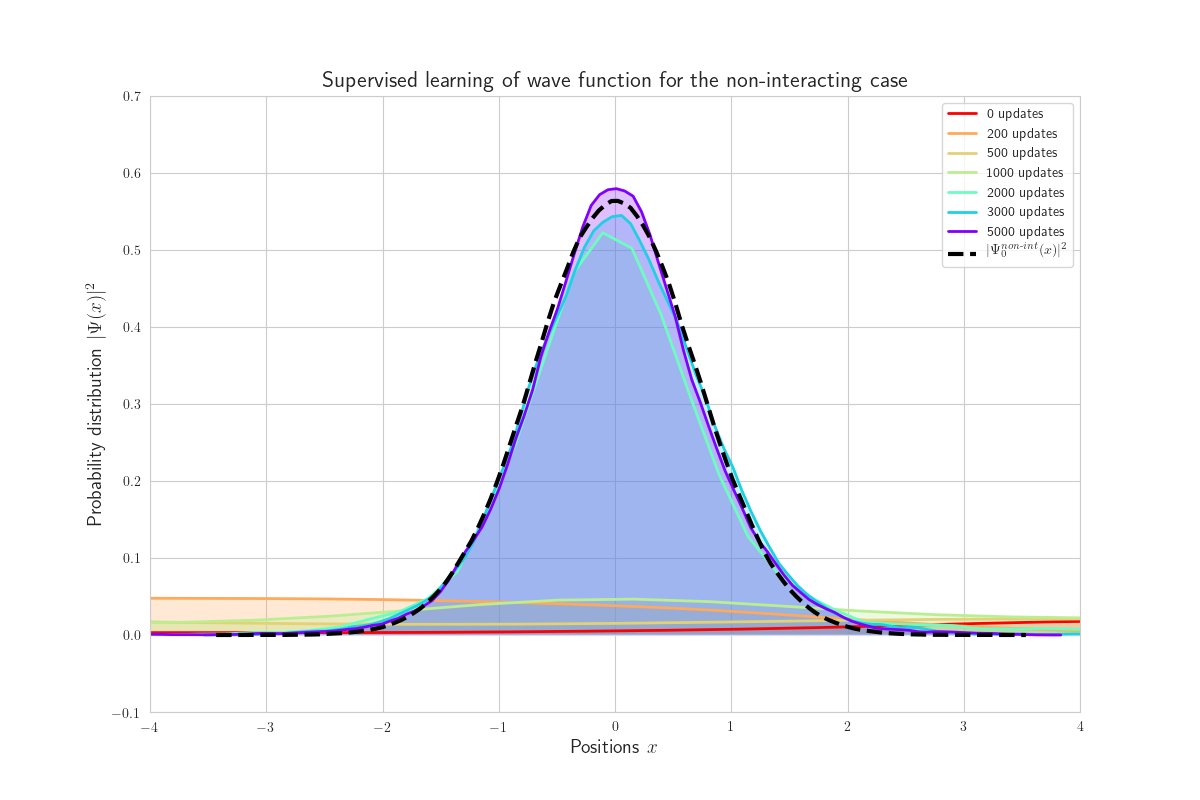 Supervised learning of wave function for the non-interacting case
0.7
0.6
0.5
0.4
0.3
0.2
0.1
0.0
−0.1
Probability distribution |Ψ(x)|²
0 updates
200 updates
500 updates
1000 updates
2000 updates
3000 updates
5000 updates
|Ψ₀ⁿᵒⁿ⁻ⁱⁿᵗ(x)|²
−4 −3 −2 −1 0 1 2 3 4
Positions x